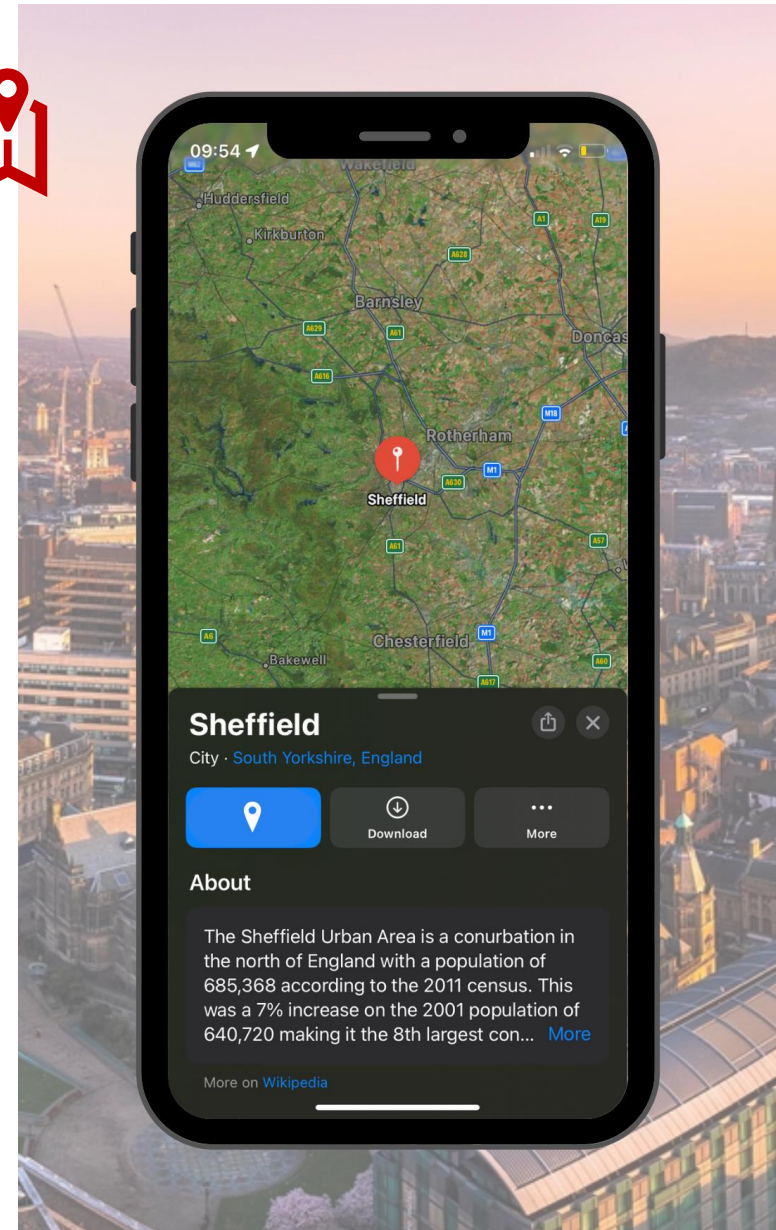 09:54
Wakefield
M62
Huddersfield
A1
A19
Kirkburton
A628
Barnsley
A629
A61
Doncas
A616
M18
Rotherham
M1
A630
Sheffield
A61
A57
A6
Chesterfield
M1
Bakewell
A60
A617
Sheffield
City · South Yorkshire, England
Download
More
About
The Sheffield Urban Area is a conurbation in
the north of England with a population of
685,368 according to the 2011 census. This
was a 7% increase on the 2001 population of
640,720 making it the 8th largest con... More
More on Wikipedia